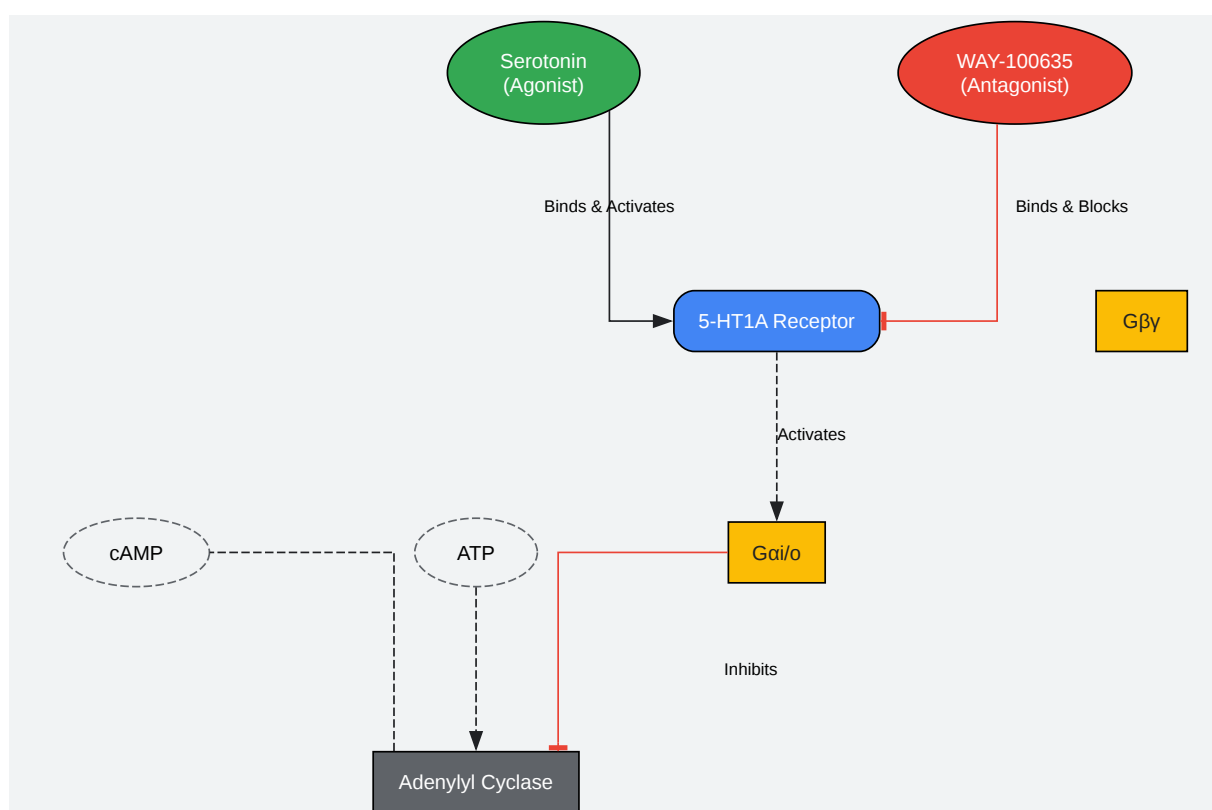 Serotonin
(Agonist)
WAY-100635
(Antagonist)
Binds & Activates
Binds & Blocks
5-HT1A Receptor
Gβγ
Activates
cAMP
ATP
Gαi/o
Inhibits
Adenylyl Cyclase